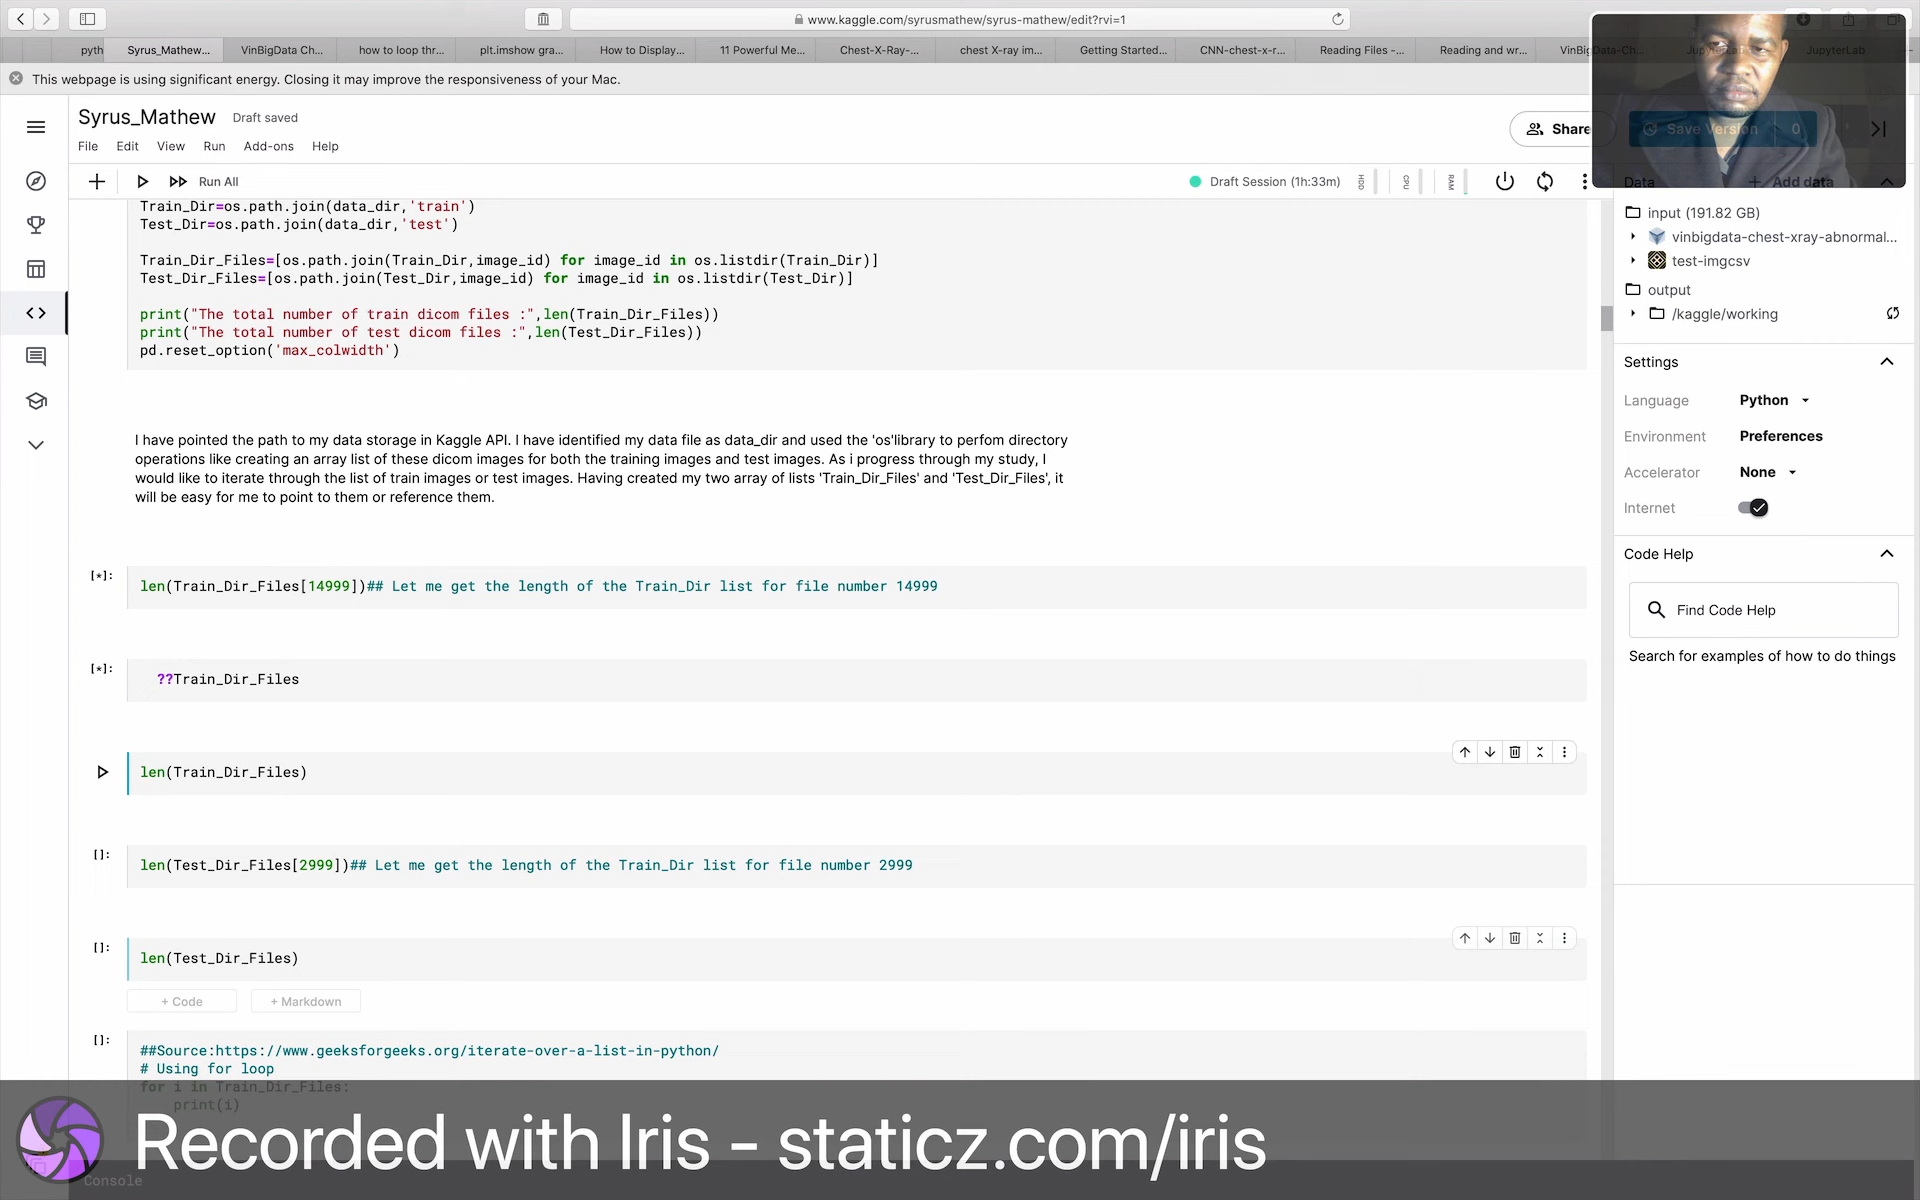 www.kaggle.com/syrusmathew/syrus-mathew/edit?rvi=1
pyth
Syrus_Mathew...
VinBigData Ch...
how to loop thr...
plt.imshow gra...
How to Display...
11 Powerful Me...
Chest-X-Ray-...
chest X-ray im...
Getting Started...
CNN-chest-x-r...
Reading Files -...
Reading and wr...
VinBigData-Ch...
JupyterLab
JupyterLab
This webpage is using significant energy. Closing it may improve the responsiveness of your Mac.
Syrus_Mathew Draft saved
Share
Save Version 0
File Edit View Run Add-ons Help
Run All
Draft Session (1h:33m)
HDD
CPU
RAM
Data
+ Add data
Train_Dir=os.path.join(data_dir,'train')
Test_Dir=os.path.join(data_dir,'test')
Train_Dir_Files=[os.path.join(Train_Dir,image_id) for image_id in os.listdir(Train_Dir)]
Test_Dir_Files=[os.path.join(Test_Dir,image_id) for image_id in os.listdir(Test_Dir)]
print("The total number of train dicom files :",len(Train_Dir_Files))
print("The total number of test dicom files :",len(Test_Dir_Files))
pd.reset_option('max_colwidth')
I have pointed the path to my data storage in Kaggle API. I have identified my data file as data_dir and used the 'os'library to perfom directory
operations like creating an array list of these dicom images for both the training images and test images. As i progress through my study, I
would like to iterate through the list of train images or test images. Having created my two array of lists 'Train_Dir_Files' and 'Test_Dir_Files', it
will be easy for me to point to them or reference them.
[*]:
len(Train_Dir_Files[14999])## Let me get the length of the Train_Dir list for file number 14999
[*]:
??Train_Dir_Files
len(Train_Dir_Files)
[]:
len(Test_Dir_Files[2999])## Let me get the length of the Train_Dir list for file number 2999
[]:
len(Test_Dir_Files)
+ Code
+ Markdown
[]:
##Source:https://www.geeksforgeeks.org/iterate-over-a-list-in-python/
# Using for loop
for i in Train_Dir_Files:
print(i)
input (191.82 GB)
vinbigdata-chest-xray-abnormal...
test-imgcsv
output
/kaggle/working
Settings
Language Python
Environment Preferences
Accelerator None
Internet
Code Help
Find Code Help
Search for examples of how to do things
Recorded with Iris - staticz.com/iris
Console